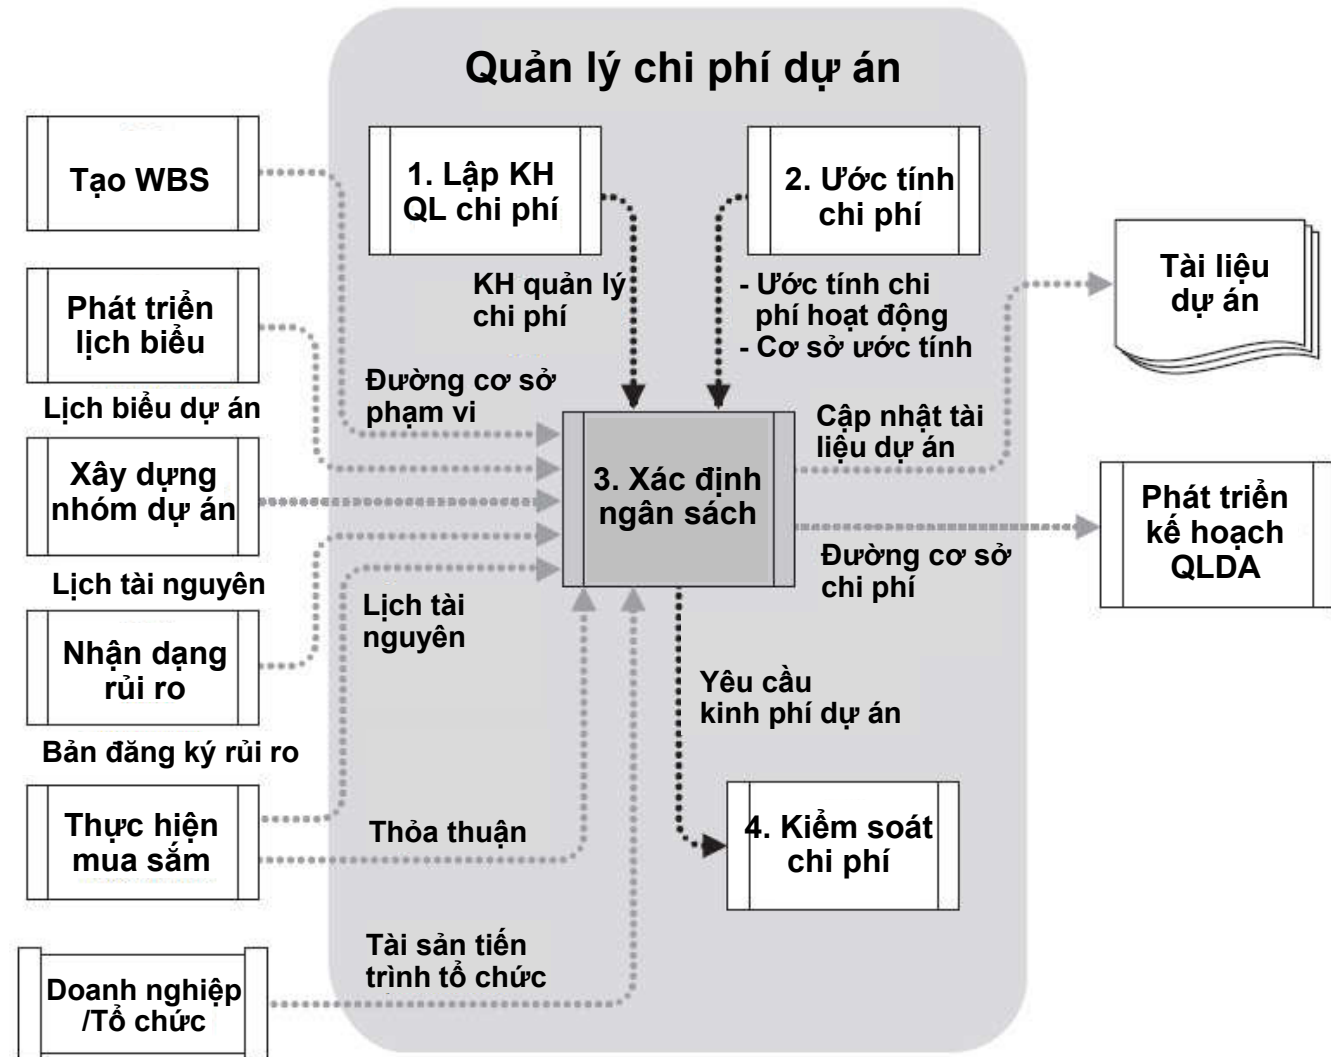 Quản lý chi phí dự án
Tạo WBS
1. Lập KH
QL chi phí
2. Ước tính
chi phí
Tài liệu
dự án
Phát triển
lịch biểu
KH quản lý
chi phí
- Ước tính chi
phí hoạt động
- Cơ sở ước tính
Lịch biểu dự án
Đường cơ sở
phạm vi
Cập nhật tài
liệu dự án
Xây dựng
nhóm dự án
3. Xác định
ngân sách
Phát triển
kế hoạch
QLDA
Đường cơ sở
chi phí
Lịch tài nguyên
Lịch tài
nguyên
Nhận dạng
rủi ro
Yêu cầu
kinh phí dự án
Bản đăng ký rủi ro
Thực hiện
mua sắm
Thỏa thuận
4. Kiểm soát
chi phí
Tài sản tiến
trình tổ chức
Doanh nghiệp
/Tổ chức